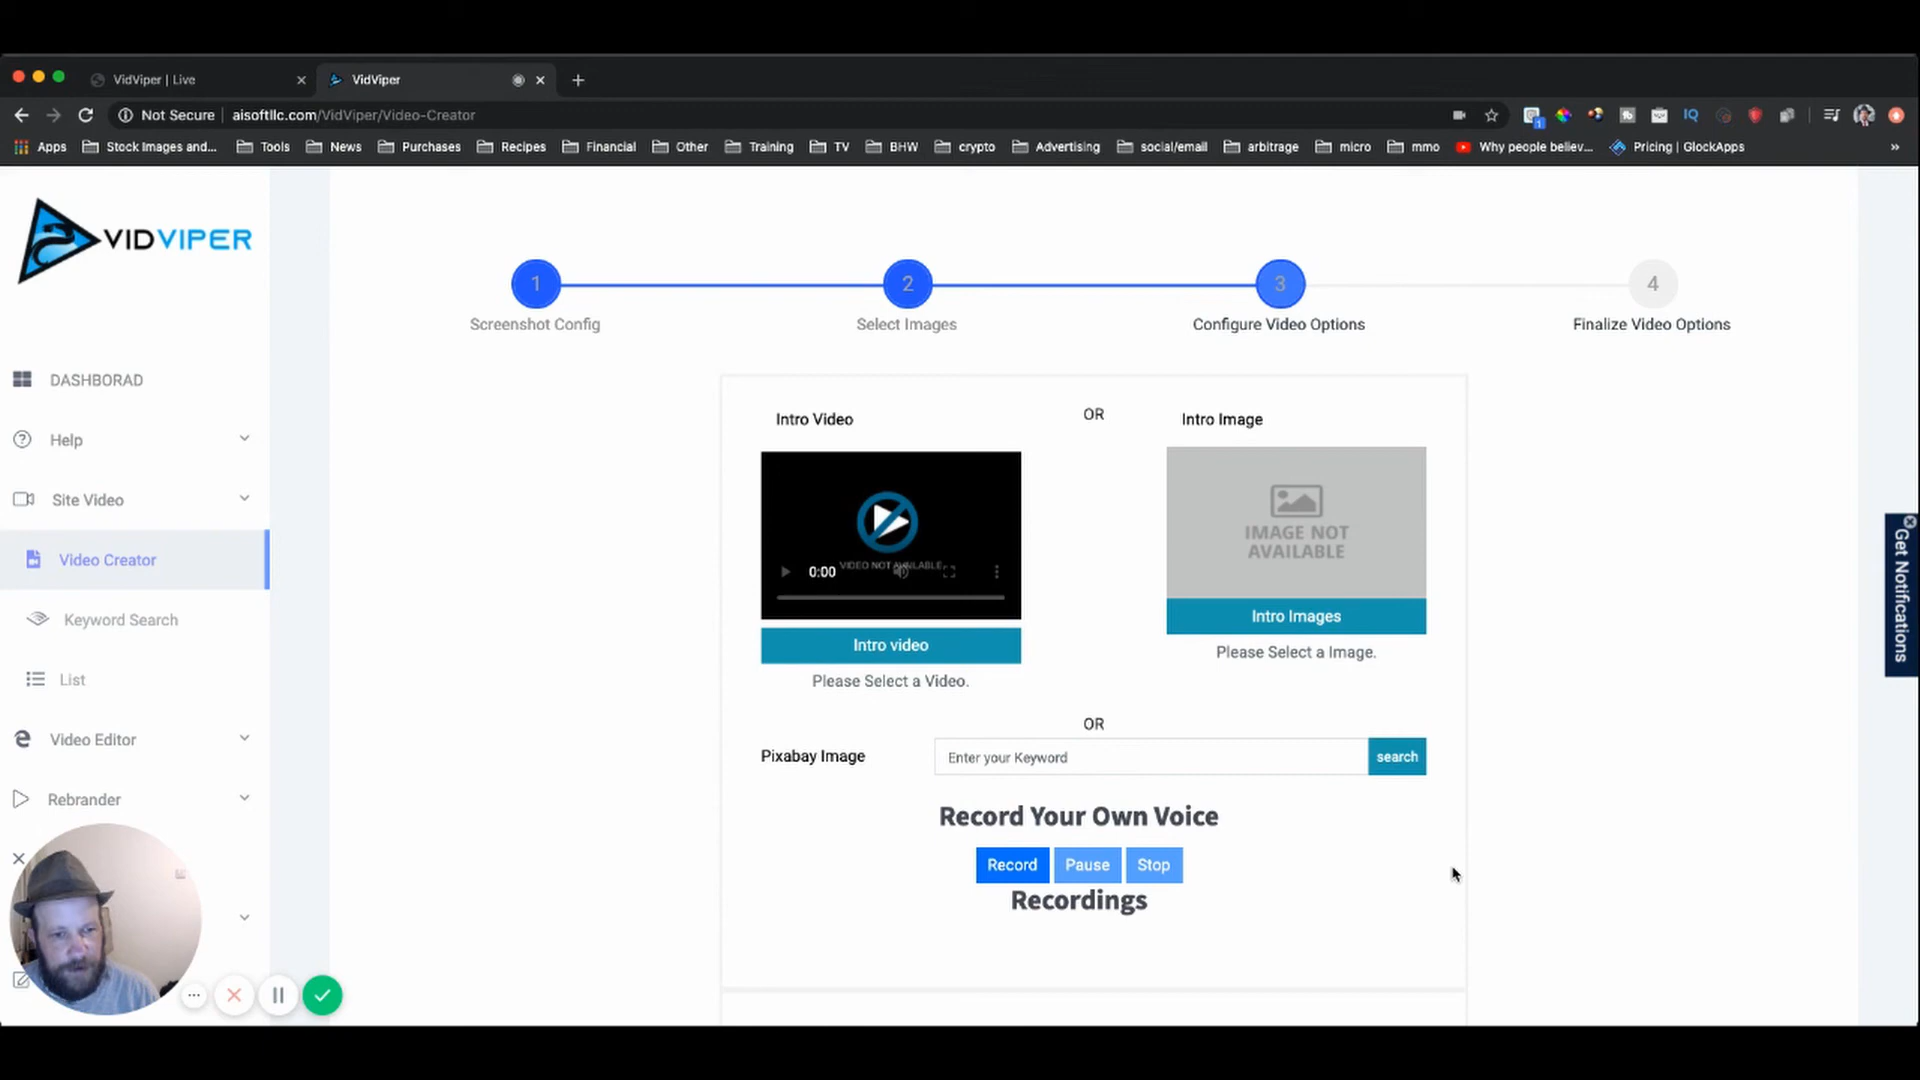 VidViper | Live
VidViper
Not Secure
aisoftllc.com/VidViper/Video-Creator
1
IQ
Apps
Stock Images and...
Tools
News
Purchases
Recipes
Financial
Other
Training
TV
BHW
crypto
Advertising
social/email
arbitrage
micro
mmo
Why people believ...
Pricing | GlockApps
»
VIDVIPER
1
2
3
4
Screenshot Config
Select Images
Configure Video Options
Finalize Video Options
DASHBORAD
Help
Site Video
Video Creator
Keyword Search
List
Video Editor
Rebrander
Intro Video
OR
Intro Image
VIDEO NOT AVAILABLE
0:00
IMAGE NOT
AVAILABLE
Intro video
Intro Images
Please Select a Video.
Please Select a Image.
OR
Pixabay Image
Enter your Keyword
search
Record Your Own Voice
Record
Pause
Stop
Recordings
Get Notifications